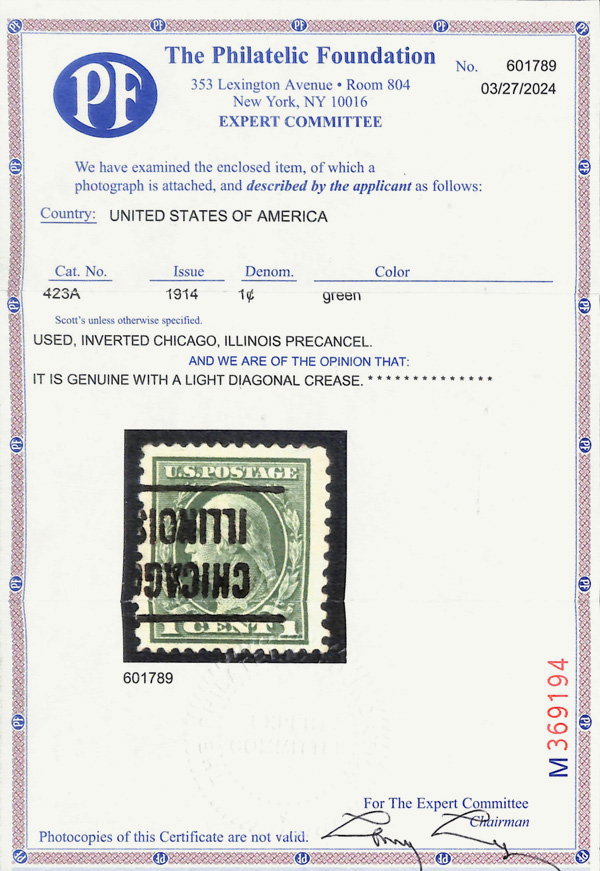 PF
The Philatelic Foundation
353 Lexington Avenue • Room 804
New York, NY 10016
EXPERT COMMITTEE
No. 601789
03/27/2024
We have examined the enclosed item, of which a
photograph is attached, and described by the applicant as follows:
Country: UNITED STATES OF AMERICA
Cat. No. Issue Denom. Color
423A 1914 1¢ green
Scott's unless otherwise specified.
USED, INVERTED CHICAGO, ILLINOIS PRECANCEL.
AND WE ARE OF THE OPINION THAT:
IT IS GENUINE WITH A LIGHT DIAGONAL CREASE. * * * * * * * * * * * * * *
U.S. POSTAGE
ILLINOIS
CHICAGO
1 CENT 1
601789
M 369194
For The Expert Committee
Chairman
Photocopies of this Certificate are not valid.